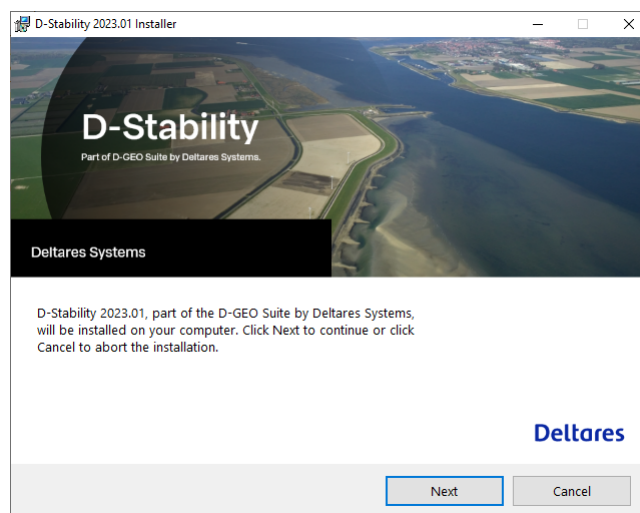 D-Stability 2023.01 Installer
D-Stability
Part of D-GEO Suite by Deltares Systems.
Deltares Systems
D-Stability 2023.01, part of the D-GEO Suite by Deltares Systems,
will be installed on your computer. Click Next to continue or click
Cancel to abort the installation.
Deltares
Next
Cancel